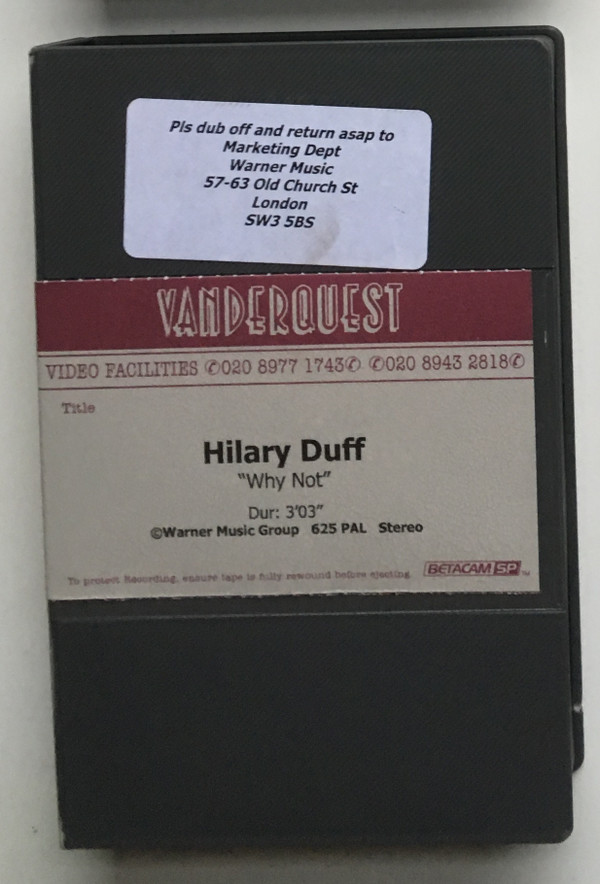 Pls dub off and return asap to
Marketing Dept
Warner Music
57-63 Old Church St
London
SW3 5BS
VANDERQUEST
VIDEO FACILITIES ✆020 8977 1743✆ ✆020 8943 2818✆
Title
Hilary Duff
"Why Not"
Dur: 3'03"
©Warner Music Group 625 PAL Stereo
To protect Recording, ensure tape is fully rewound before ejecting
BETACAM SP™